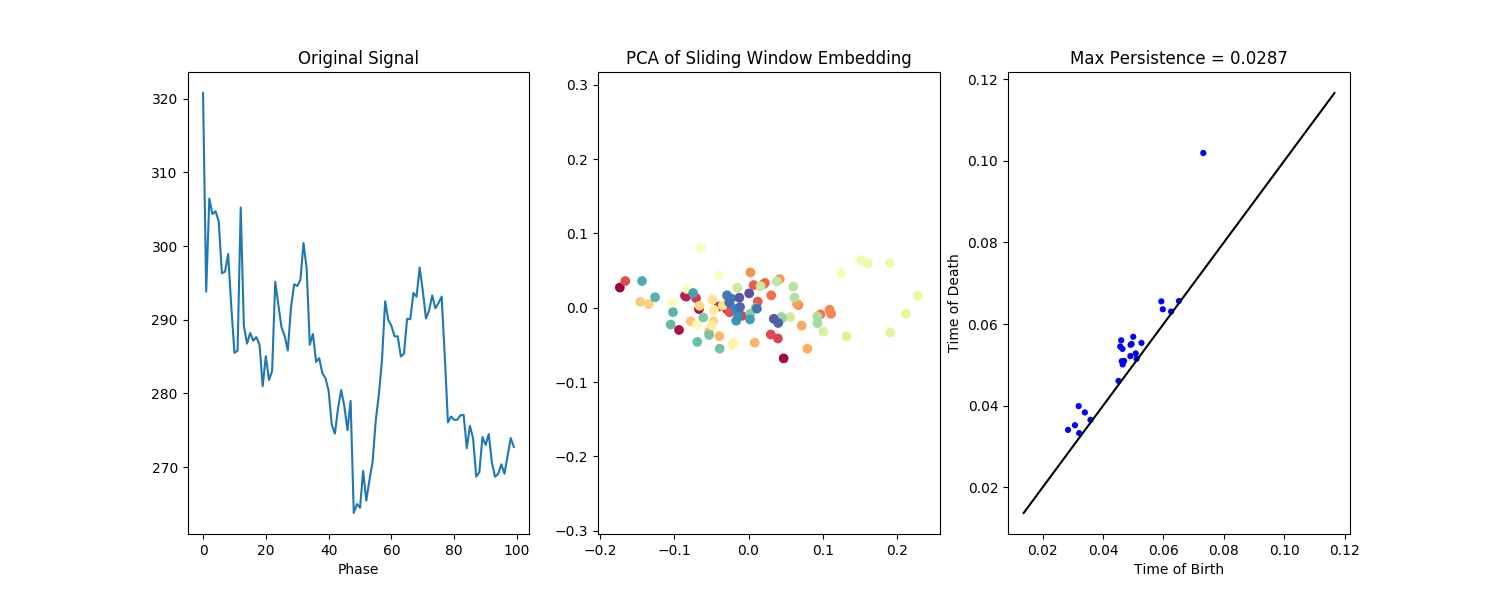 Original Signal
320
310
300
290
280
270
0 20 40 60 80 100
Phase
PCA of Sliding Window Embedding
0.3
0.2
0.1
0.0
−0.1
−0.2
−0.3
−0.2 −0.1 0.0 0.1 0.2
Max Persistence = 0.0287
Time of Death
0.12
0.10
0.08
0.06
0.04
0.02
0.02 0.04 0.06 0.08 0.10 0.12
Time of Birth